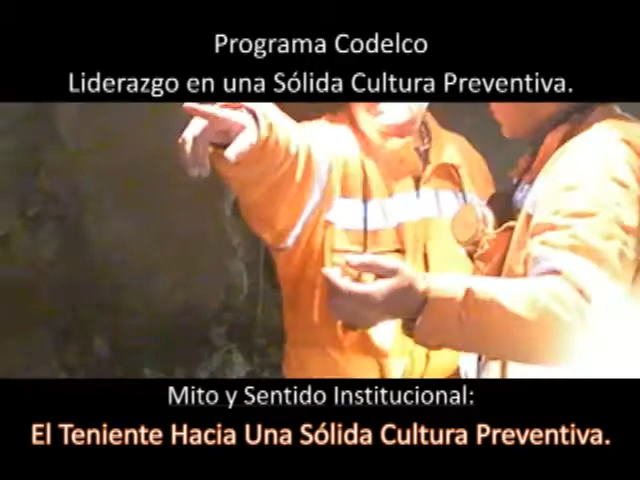 Programa Codelco
Liderazgo en una Sólida Cultura Preventiva.
Mito y Sentido Institucional:
El Teniente Hacia Una Sólida Cultura Preventiva.